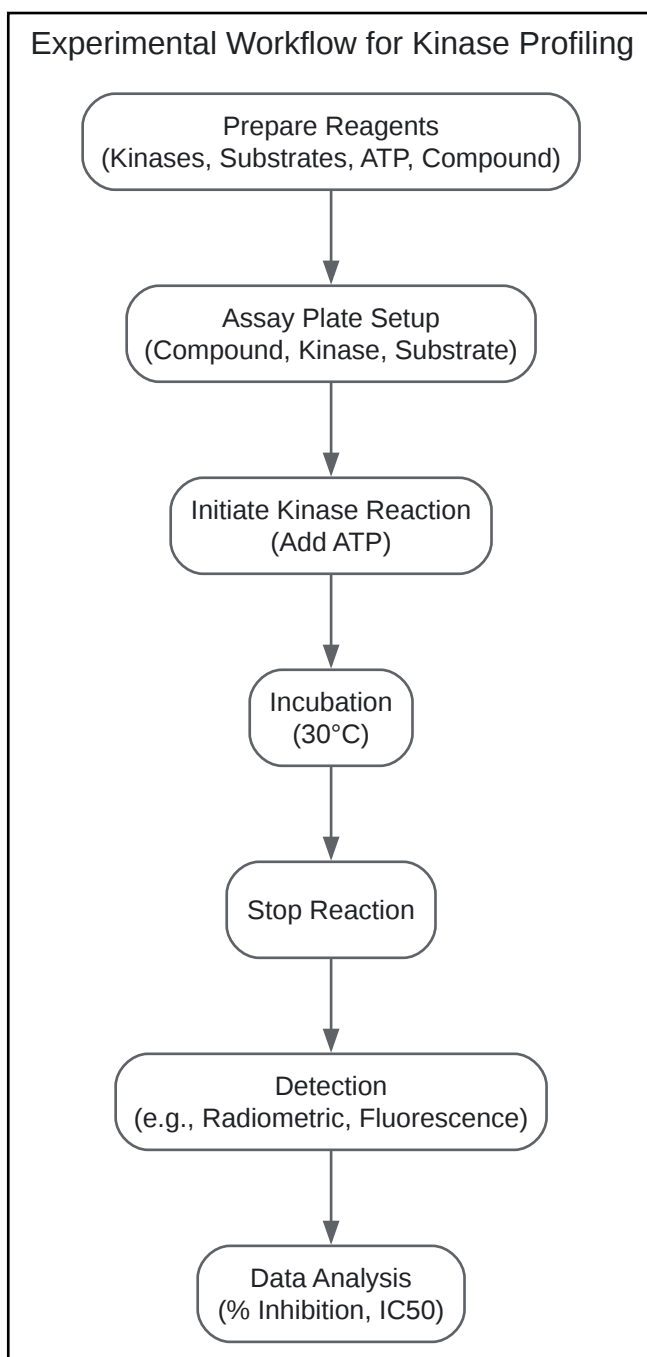 Experimental Workflow for Kinase Profiling
Prepare Reagents
(Kinases, Substrates, ATP, Compound)
Assay Plate Setup
(Compound, Kinase, Substrate)
Initiate Kinase Reaction
(Add ATP)
Incubation
(30°C)
Stop Reaction
Detection
(e.g., Radiometric, Fluorescence)
Data Analysis
(% Inhibition, IC50)